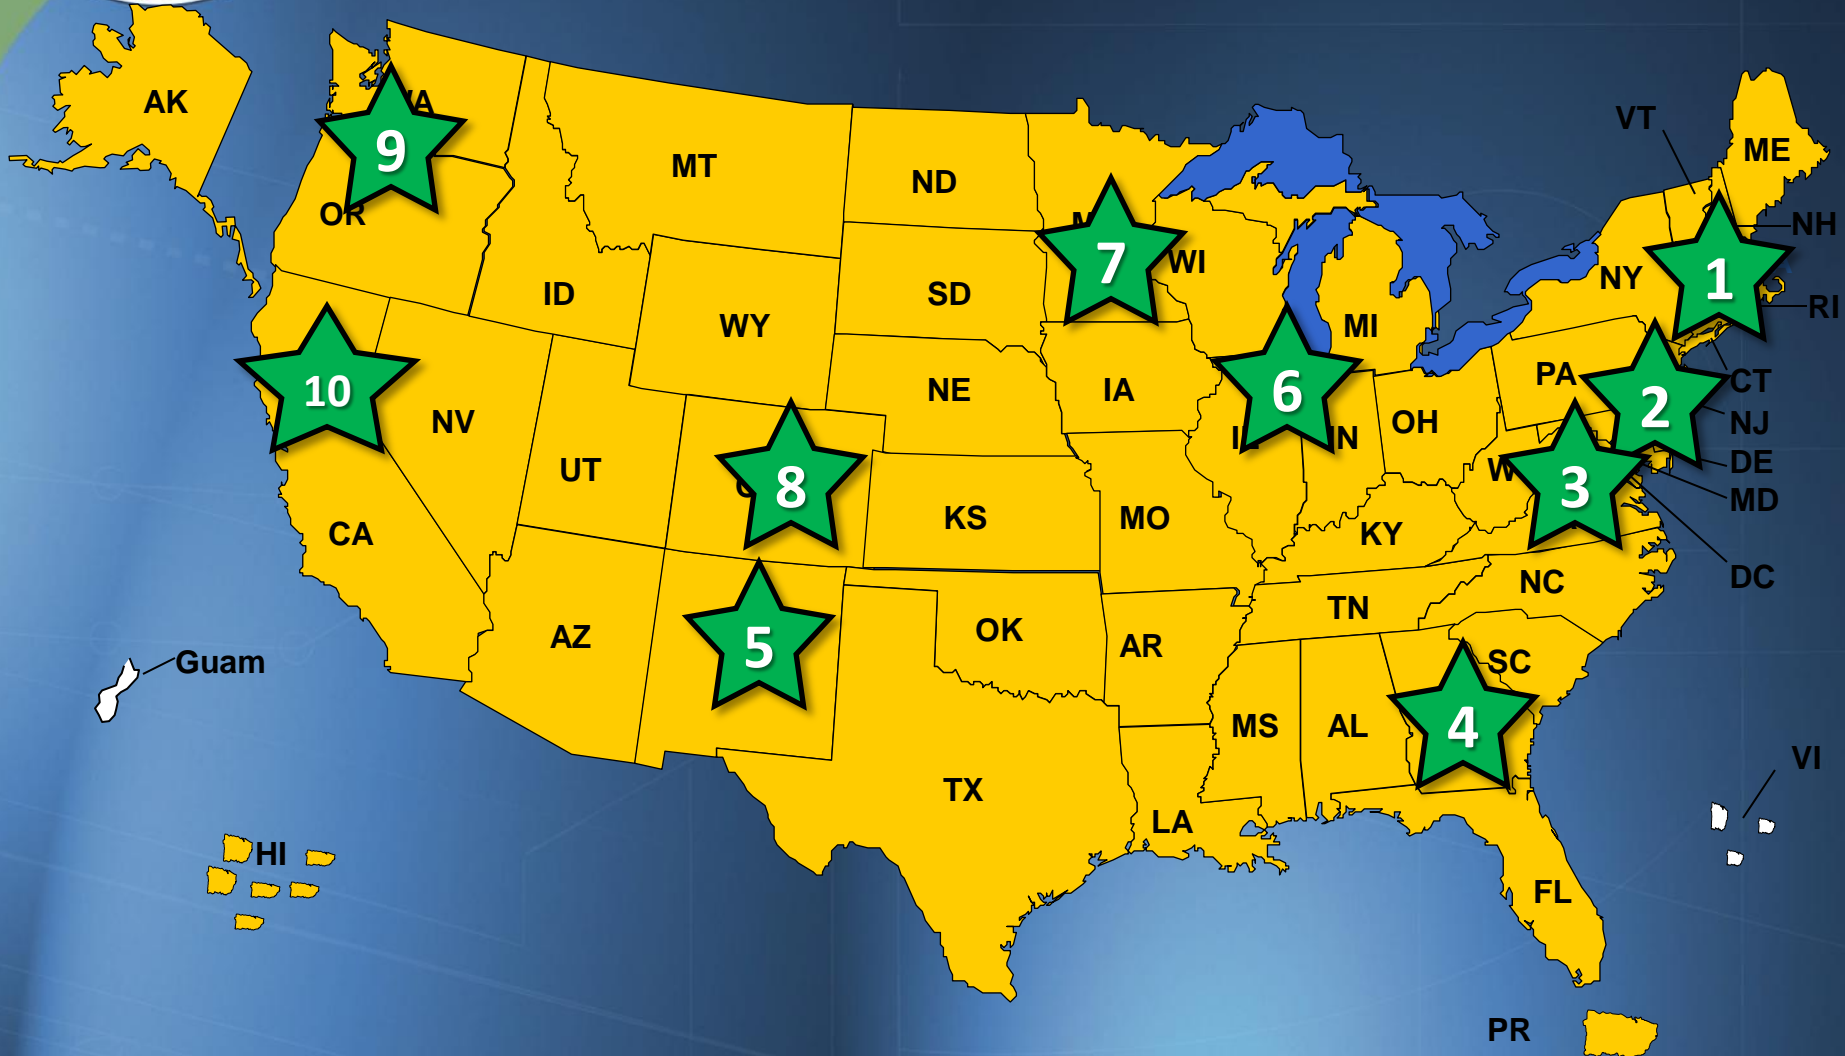 AK
WA
9
OR
MT
ND
7
WI
VT
ME
NH
1
NY
RI
ID
SD
WY
MI
6
PA
2
CT
NJ
10
NV
NE
IA
IN
OH
3
DE
MD
UT
8
KS
MO
KY
CA
DC
NC
TN
5
AZ
OK
AR
SC
Guam
MS
AL
4
TX
LA
VI
HI
FL
PR